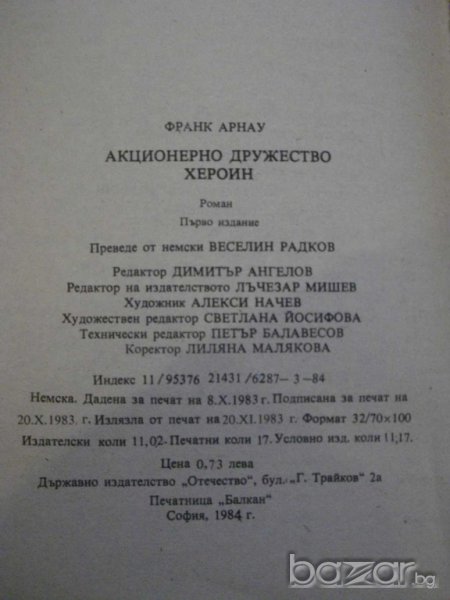 ФРАНК АРНАУ
АКЦИОНЕРНО ДРУЖЕСТВО
ХЕРОИН
Роман
Първо издание
Преведе от немски ВЕСЕЛИН РАДКОВ
Редактор ДИМИТЪР АНГЕЛОВ
Редактор на издателството ЛЪЧЕЗАР МИШЕВ
Художник АЛЕКСИ НАЧЕВ
Художествен редактор СВЕТЛАНА ЙОСИФОВА
Технически редактор ПЕТЪР БАЛАВЕСОВ
Коректор ЛИЛЯНА МАЛЯКОВА
Индекс 11/95376 21431/6287—3—84
Немска. Дадена за печат на 8.X.1983 г. Подписана за печат на
20.X.1983. г. Излязла от печат на 20.XI.1983 г. Формат 32/70×100
Издателски коли 11,02. Печатни коли 17. Условно изд. коли 11,17.
Цена 0,73 лева
Държавно издателство „Отечество", бул. „Г. Трайков" 2а
Печатница „Балкан"
София, 1984 г.
bazar.bg